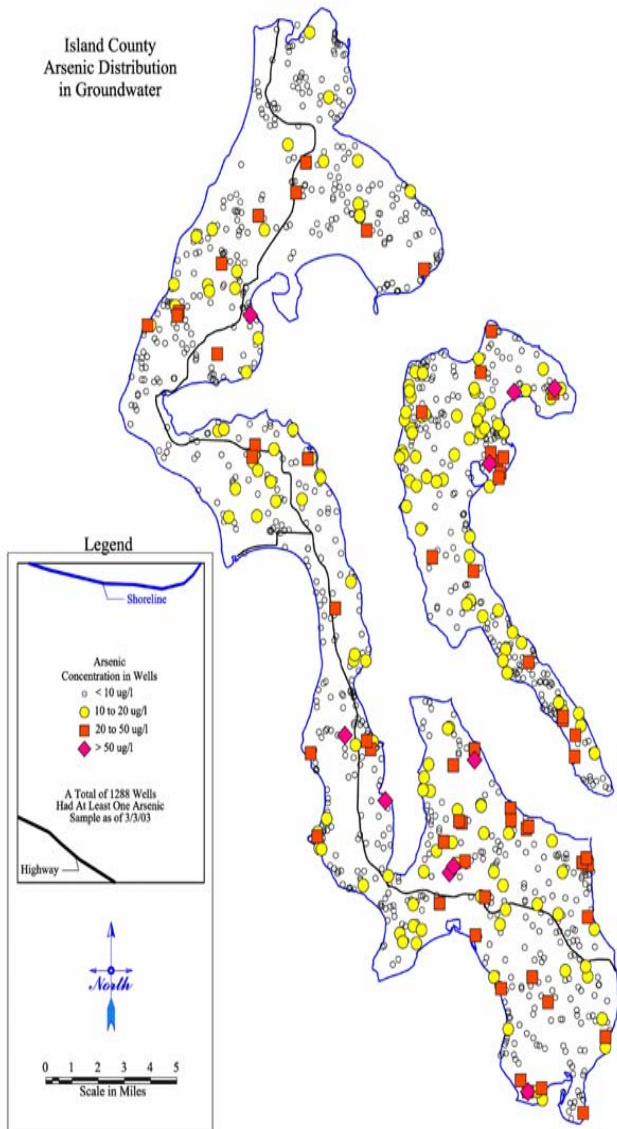 Island County
Arsenic Distribution
in Groundwater
Legend
Shoreline
Arsenic
Concentration in Wells
< 10 ug/l
10 to 20 ug/l
20 to 50 ug/l
> 50 ug/l
A Total of 1288 Wells
Had At Least One Arsenic
Sample as of 3/3/03
Highway
North
0 1 2 3 4 5
Scale in Miles